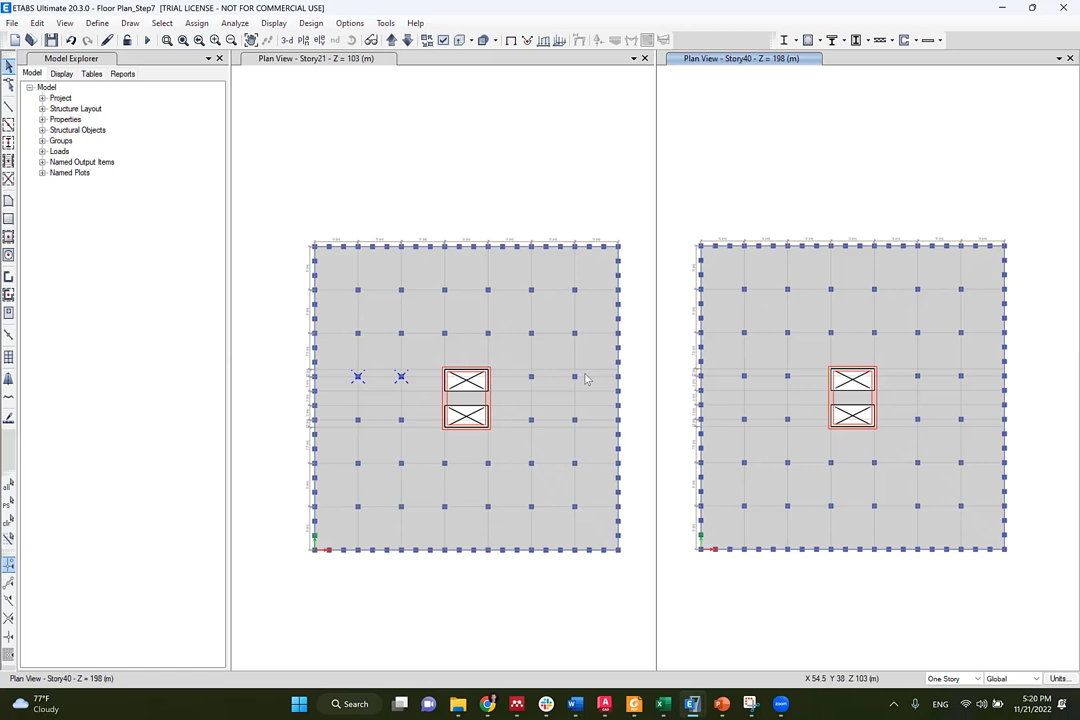 ETABS Ultimate 20.3.0 - Floor Plan_Step7 [TRIAL LICENSE - NOT FOR COMMERCIAL USE]
File Edit View Define Draw Select Assign Analyze Display Design Options Tools Help
3-d
Model Explorer
Plan View - Story21 - Z = 103 (m)
Plan View - Story40 - Z = 198 (m)
Model Display Tables Reports
Model
Project
Structure Layout
Properties
Structural Objects
Groups
Loads
Named Output Items
Named Plots
all
ps
clr
Plan View - Story40 - Z = 198 (m)
X 54.5 Y 38 Z 103 (m)
One Story
Global
Units...
77°F
Cloudy
Search
ENG
5:20 PM
11/21/2022